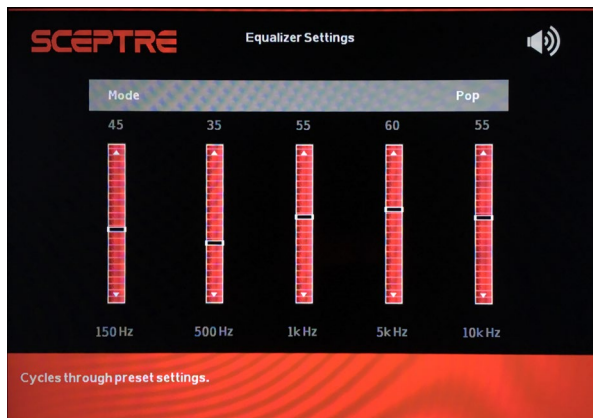 SCEPTRE
Equalizer Settings
Mode Pop
45 35 55 60 55
150 Hz 500 Hz 1k Hz 5k Hz 10k Hz
Cycles through preset settings.